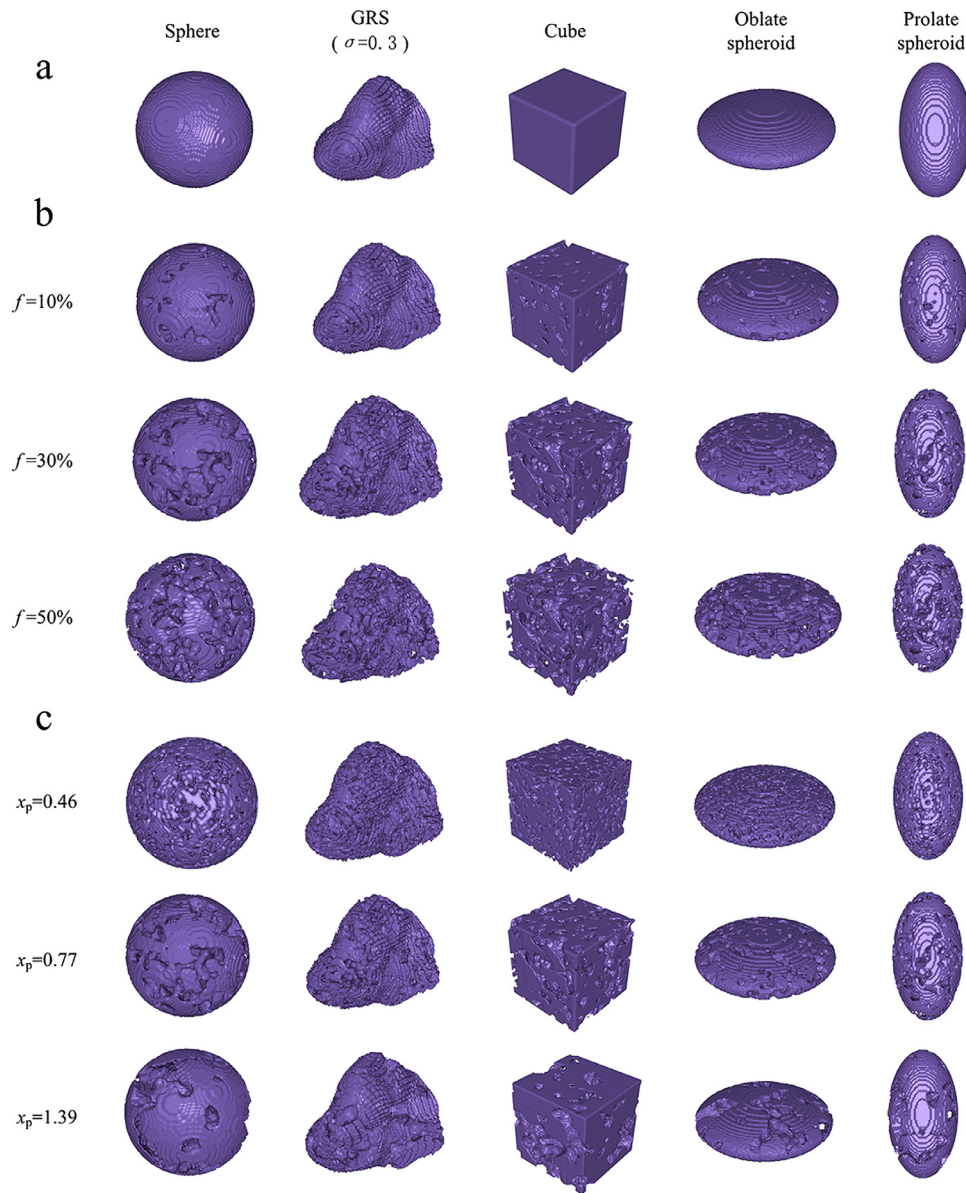 Sphere
GRS
( σ=0.3 )
Cube
Oblate
spheroid
Prolate
spheroid
a
b
f=10%
f=30%
f=50%
c
xp=0.46
xp=0.77
xp=1.39